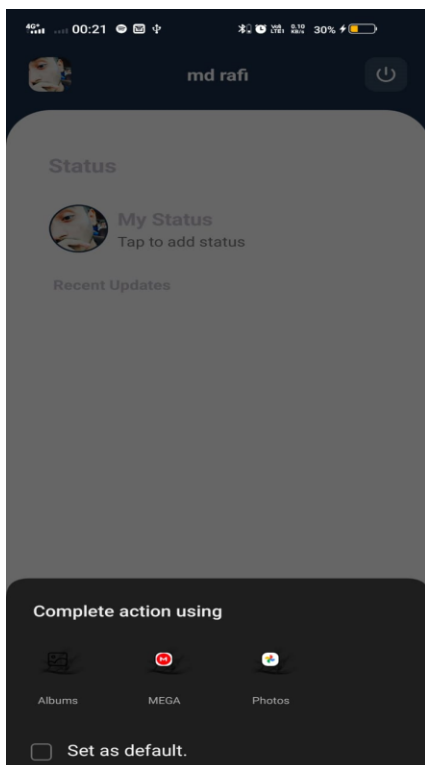 4G+ 00:21 30%
md rafi
Status
My Status
Tap to add status
Recent Updates
Complete action using
Albums MEGA Photos
Set as default.